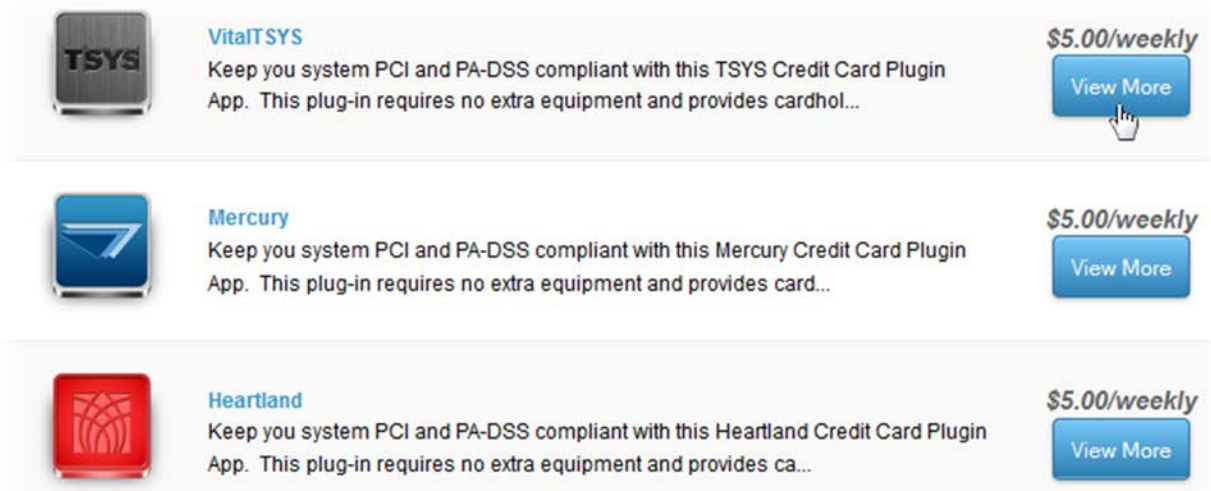 TSYS
VitalTSYS
$5.00/weekly
Keep you system PCI and PA-DSS compliant with this TSYS Credit Card Plugin
App. This plug-in requires no extra equipment and provides cardhol...
View More
Mercury
$5.00/weekly
Keep you system PCI and PA-DSS compliant with this Mercury Credit Card Plugin
App. This plug-in requires no extra equipment and provides card...
View More
Heartland
$5.00/weekly
Keep you system PCI and PA-DSS compliant with this Heartland Credit Card Plugin
App. This plug-in requires no extra equipment and provides ca...
View More